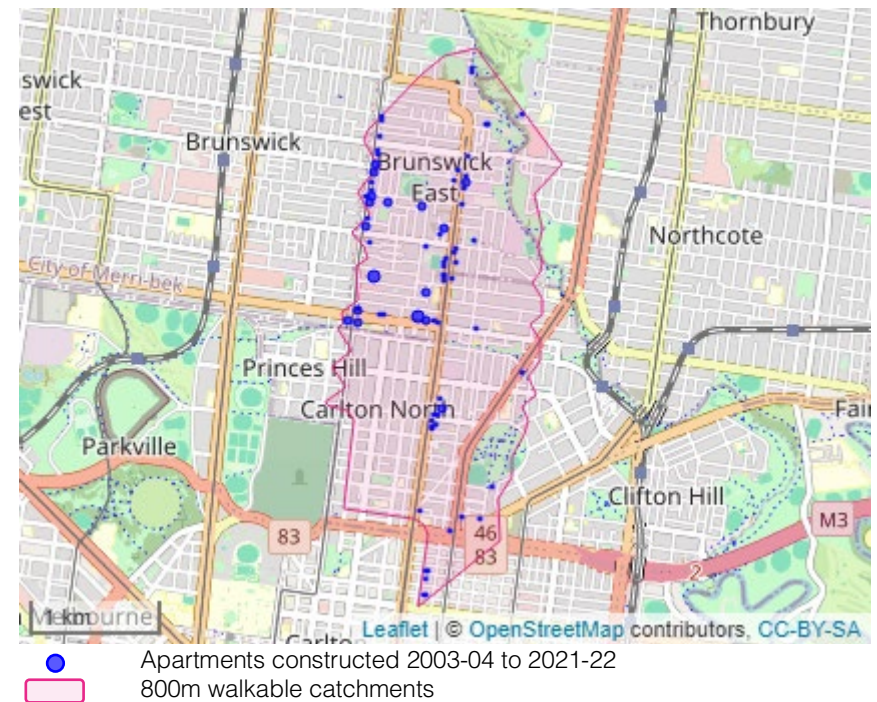 Thornbury
swick
est
Brunswick
Brunswick
East
Northcote
City of Merri-bek
Princes Hill
Carlton North
Parkville
Fai
Clifton Hill
M3
83
46
83
2
1 km
Carlton
Leaflet | © OpenStreetMap contributors, CC-BY-SA
Apartments constructed 2003-04 to 2021-22
800m walkable catchments